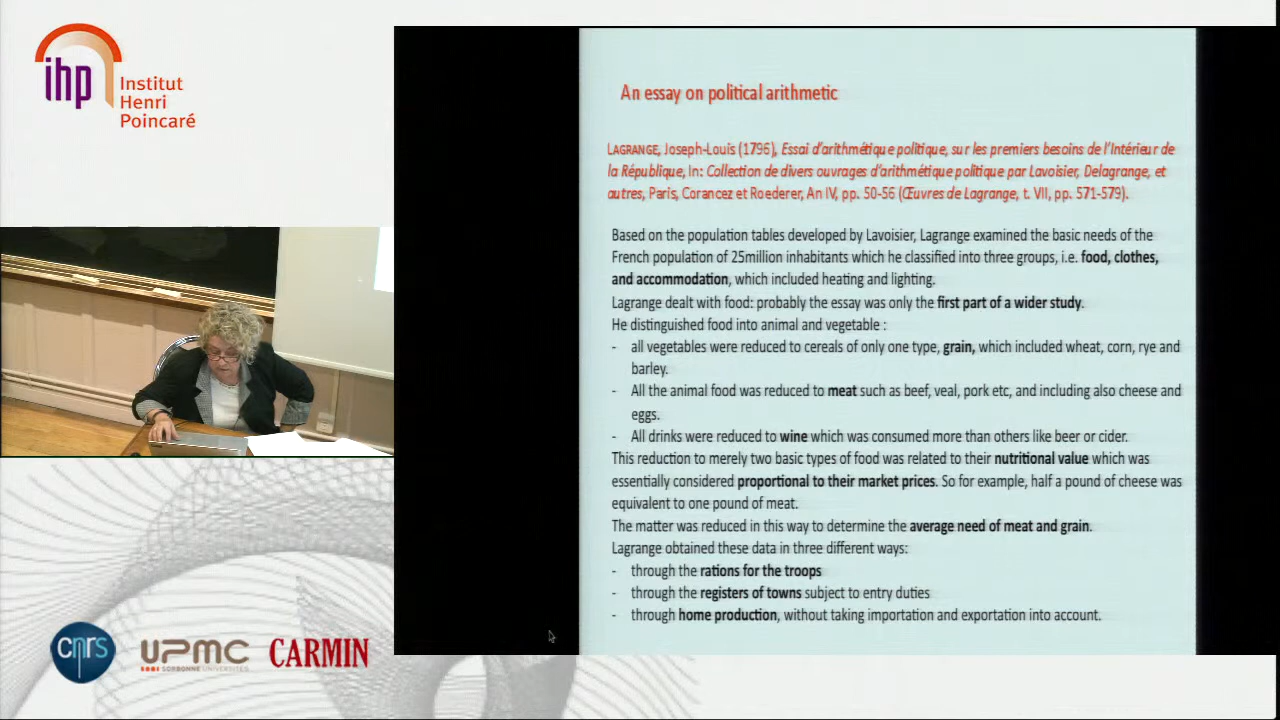 ihp
Institut
Henri
Poincaré
An essay on political arithmetic
LAGRANGE, Joseph-Louis (1796), Essai d'arithmétique politique, sur les premiers besoins de l'Intérieur de
la République, In: Collection de divers ouvrages d'arithmétique politique par Lavoisier, Delagrange, et
autres, Paris, Corancez et Roederer, An IV, pp. 50-56 (Œuvres de Lagrange, t. VII, pp. 571-579).
Based on the population tables developed by Lavoisier, Lagrange examined the basic needs of the
French population of 25million inhabitants which he classified into three groups, i.e. food, clothes,
and accommodation, which included heating and lighting.
Lagrange dealt with food: probably the essay was only the first part of a wider study.
He distinguished food into animal and vegetable :
- all vegetables were reduced to cereals of only one type, grain, which included wheat, corn, rye and
barley.
- All the animal food was reduced to meat such as beef, veal, pork etc, and including also cheese and
eggs.
- All drinks were reduced to wine which was consumed more than others like beer or cider.
This reduction to merely two basic types of food was related to their nutritional value which was
essentially considered proportional to their market prices. So for example, half a pound of cheese was
equivalent to one pound of meat.
The matter was reduced in this way to determine the average need of meat and grain.
Lagrange obtained these data in three different ways:
- through the rations for the troops
- through the registers of towns subject to entry duties
- through home production, without taking importation and exportation into account.
cnrs
UPMC
SORBONNE UNIVERSITÉS
CARMIN